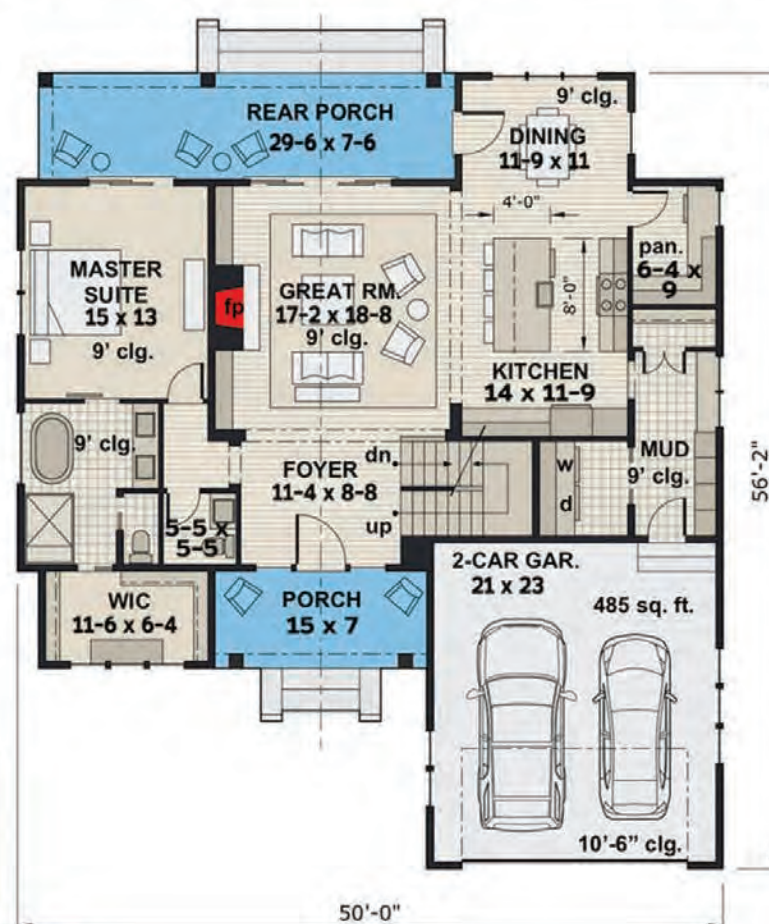 REAR PORCH
29-6 x 7-6
9' clg.
DINING
11-9 x 11
4'-0"
pan.
6-4 x
9
MASTER
SUITE
15 x 13
9' clg.
fp
GREAT RM.
17-2 x 18-8
9' clg.
8'-0"
KITCHEN
14 x 11-9
9' clg.
FOYER
11-4 x 8-8
dn
up
w
d
MUD
9' clg.
56'-2"
5-5 x
5-5
WIC
11-6 x 6-4
PORCH
15 x 7
2-CAR GAR.
21 x 23
485 sq. ft.
10'-6" clg.
50'-0"